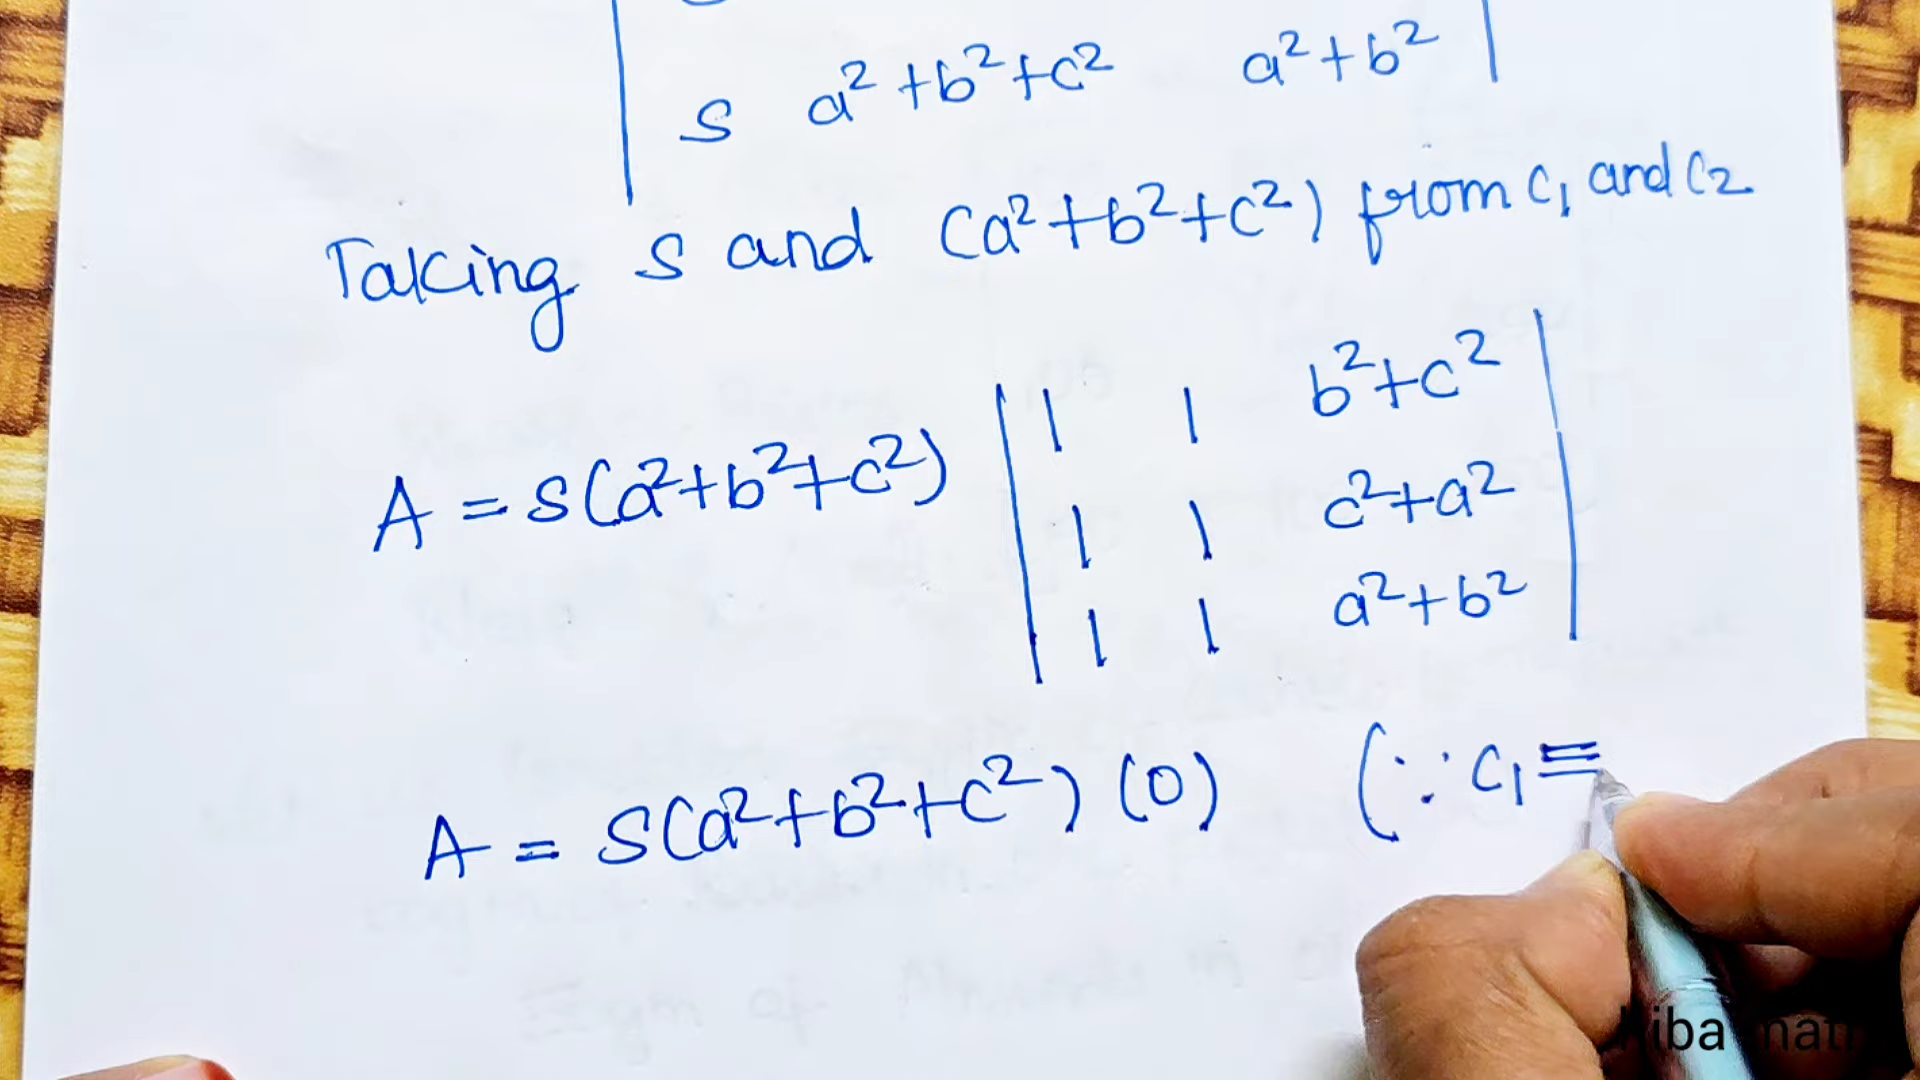 s a²+b²+c² a²+b²
Taking s and (a²+b²+c²) from C₁ and C₂
1 1 b²+c²
A = s(a²+b²+c²) 1 1 c²+a²
1 1 a²+b²
A = s(a²+b²+c²) (0) (∵ C₁ ≡